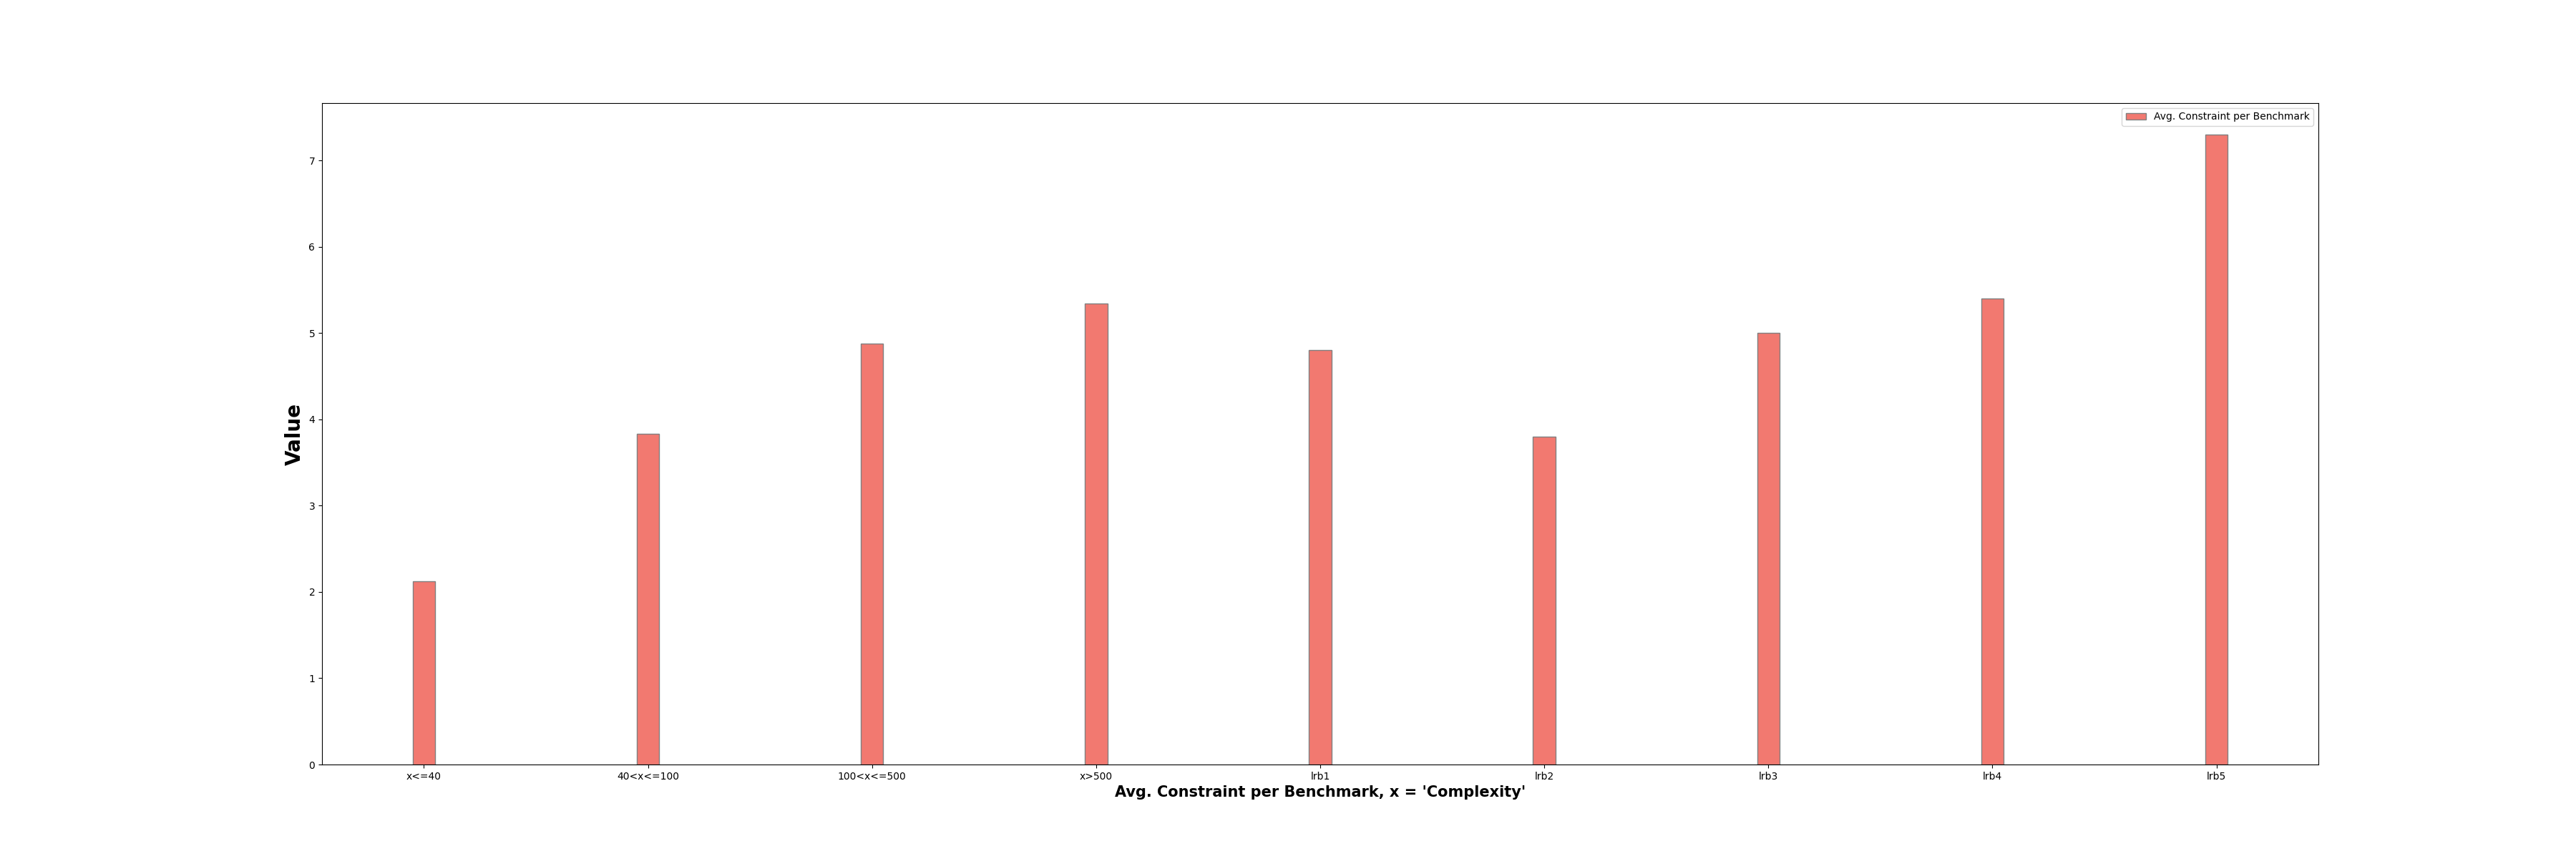 Avg. Constraint per Benchmark
7
6
5
4
3
2
1
0
Value
x<=40 40<x<=100 100<x<=500 x>500 lrb1 lrb2 lrb3 lrb4 lrb5
Avg. Constraint per Benchmark, x = 'Complexity'